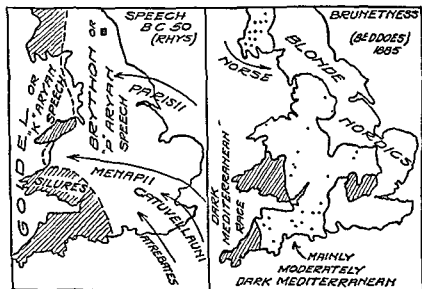 SPEECH
B.C. 50
(RHYS)
GOIDEL OR
"K" ARYAN
SPEECH
BRYTHON OR
"P" ARYAN
SPEECH
PARISII
MENAPII
SILURES
CATUVELLAUNI
ATREBATES
BRUNETNESS
(BEDDOES)
1885
NORSE
BLONDE
NORDICS
DARK
"MEDITERRANEAN"
RACE
MAINLY
MODERATELY
DARK MEDITERRANEAN